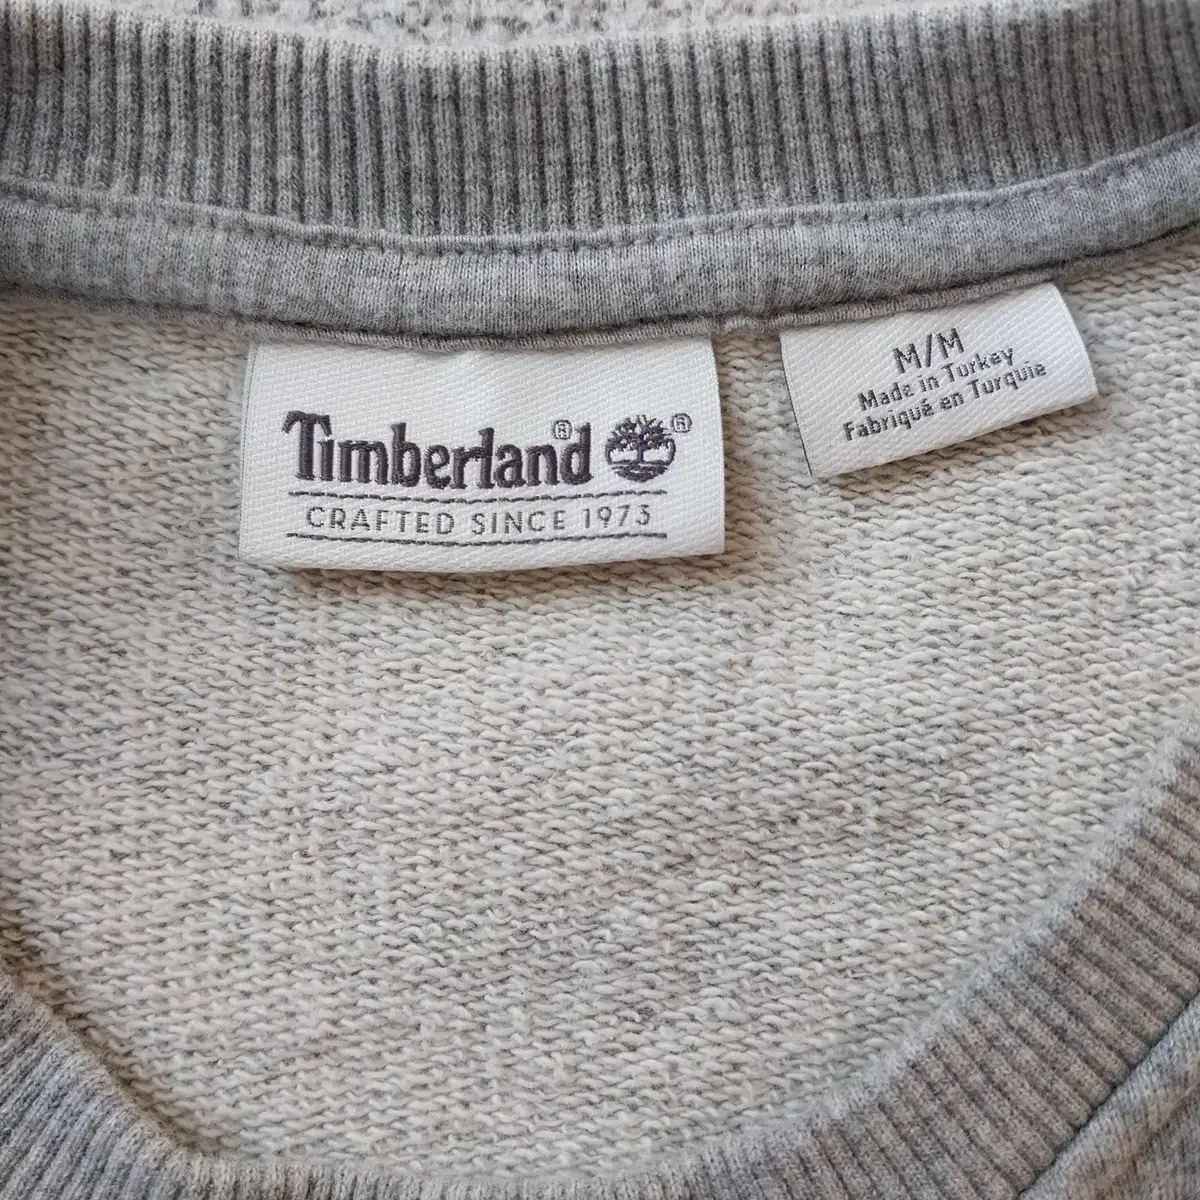 Timberland® ®
CRAFTED SINCE 1973
M/M
Made in Turkey
Fabriqué en Turquie